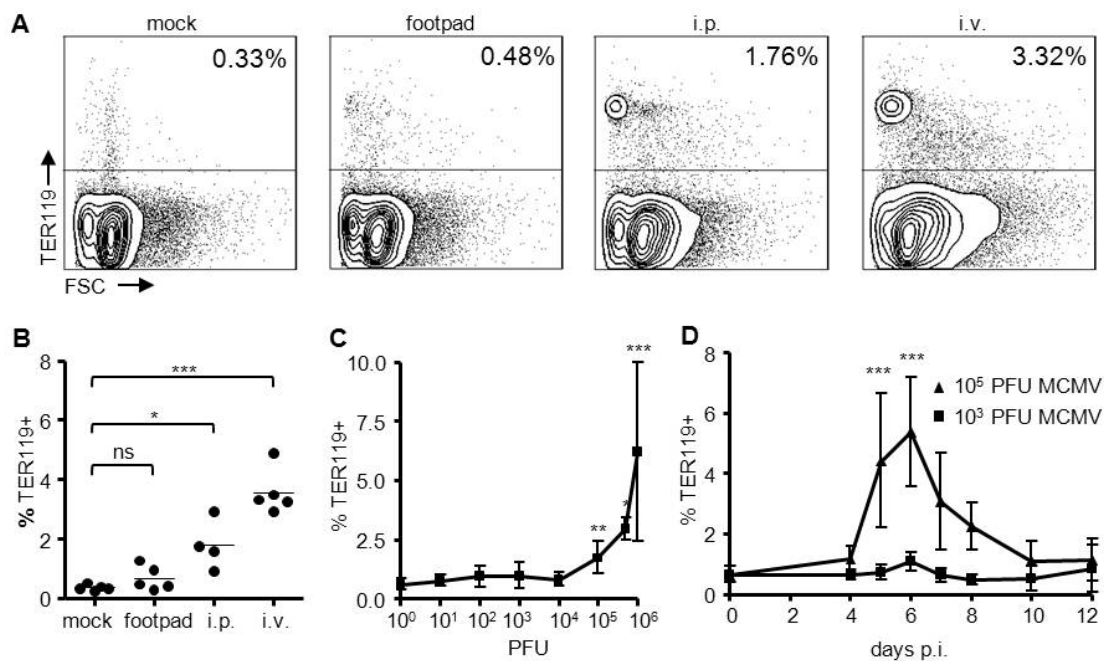 A
mock
footpad
i.p.
i.v.
0.33%
0.48%
1.76%
3.32%
TER119
FSC
B
% TER119+
8
6
4
2
0
***
*
ns
mock
footpad
i.p.
i.v.
C
% TER119+
10.0
7.5
5.0
2.5
0.0
**
*
***
10⁰
10¹
10²
10³
10⁴
10⁵
10⁶
PFU
D
% TER119+
8
6
4
2
0
***
***
10⁵ PFU MCMV
10³ PFU MCMV
0
2
4
6
8
10
12
days p.i.